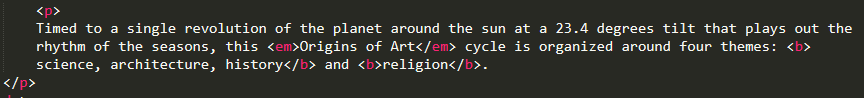 <p>
Timed to a single revolution of the planet around the sun at a 23.4 degrees tilt that plays out the
rhythm of the seasons, this <em>Origins of Art</em> cycle is organized around four themes: <b>
science, architecture, history</b> and <b>religion</b>.
</p>